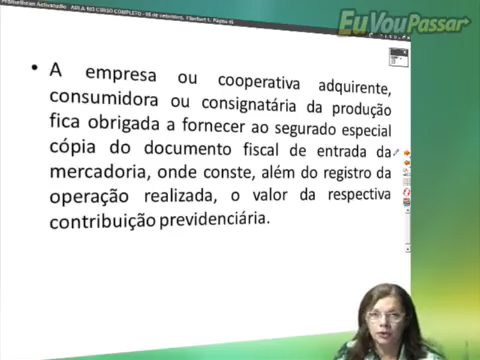 EuVouPassar
• A empresa ou cooperativa adquirente,
consumidora ou consignatária da produção
fica obrigada a fornecer ao segurado especial
cópia do documento fiscal de entrada da
mercadoria, onde conste, além do registro da
operação realizada, o valor da respectiva
contribuição previdenciária.